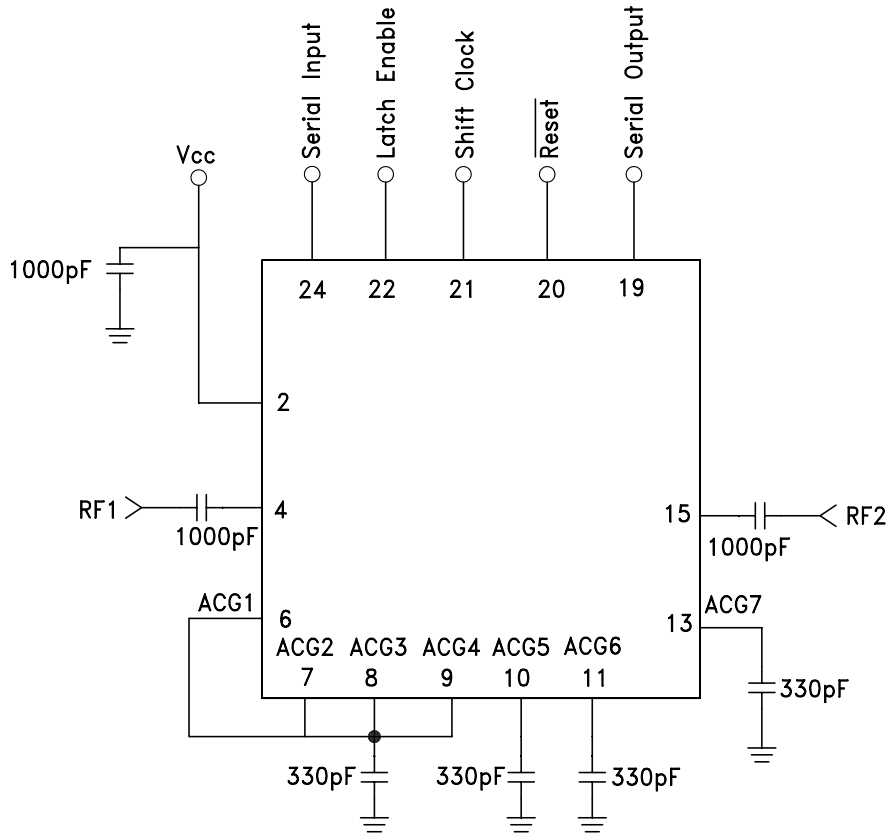 Serial Input
Latch Enable
Shift Clock
Reset
Serial Output
Vcc
1000pF
24 22 21 20 19
2
RF1
4
1000pF
15
RF2
1000pF
ACG1
6
ACG7
13
ACG2 ACG3 ACG4 ACG5 ACG6
7 8 9 10 11
330pF
330pF 330pF 330pF